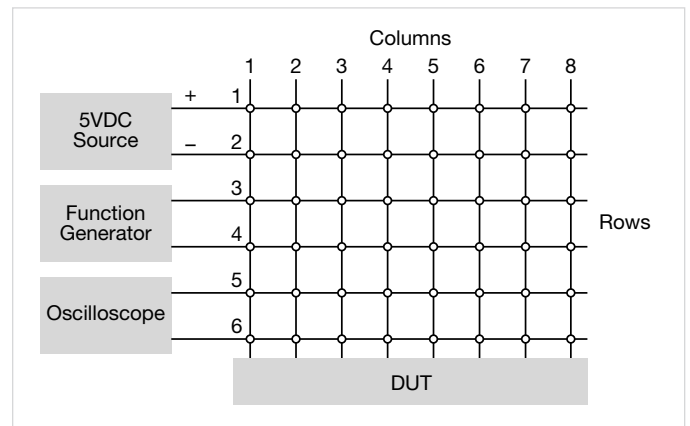 Columns
1 2 3 4 5 6 7 8
+ 1
5VDC
Source
− 2
3
Function
Generator
4
Rows
5
Oscilloscope
6
DUT